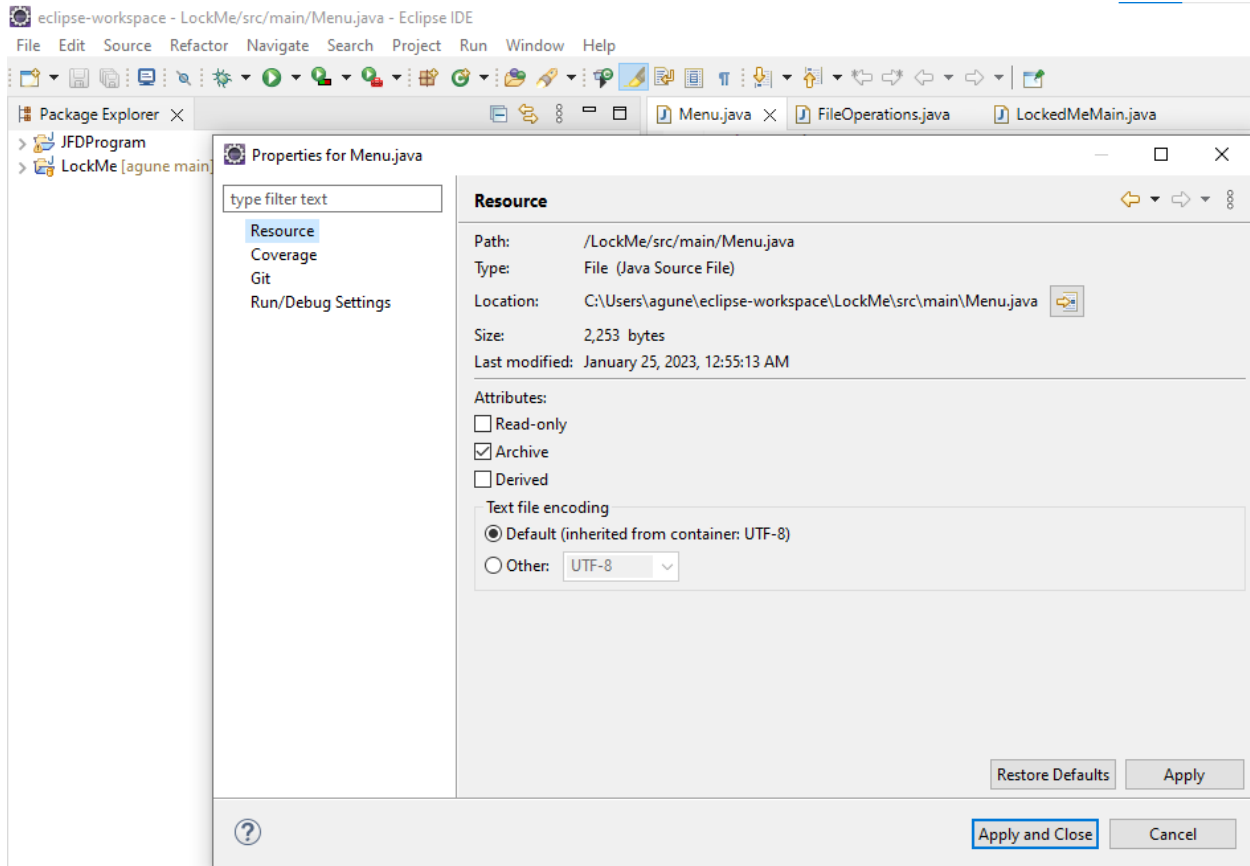 eclipse-workspace - LockMe/src/main/Menu.java - Eclipse IDE
File Edit Source Refactor Navigate Search Project Run Window Help
Package Explorer
Menu.java FileOperations.java LockedMeMain.java
JFDProgram
LockMe [agune main]
Properties for Menu.java
type filter text
Resource
Coverage
Git
Run/Debug Settings
Resource
Path: /LockMe/src/main/Menu.java
Type: File (Java Source File)
Location: C:\Users\agune\eclipse-workspace\LockMe\src\main\Menu.java
Size: 2,253 bytes
Last modified: January 25, 2023, 12:55:13 AM
Attributes:
Read-only
Archive
Derived
Text file encoding
Default (inherited from container: UTF-8)
Other: UTF-8
Restore Defaults Apply
Apply and Close Cancel